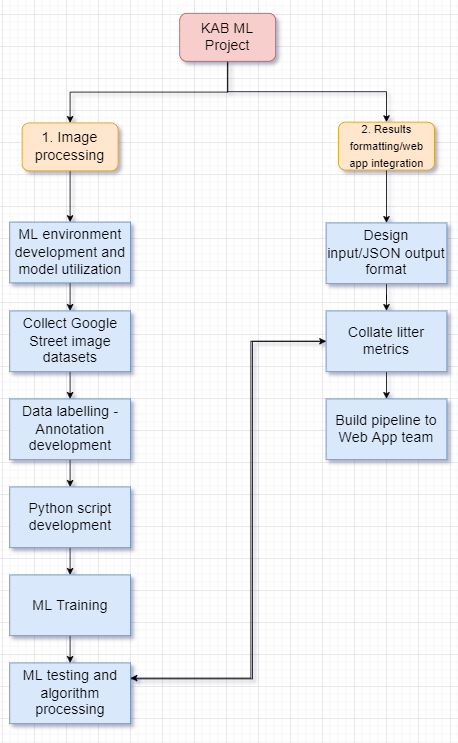 KAB ML
Project
1. Image
processing
2. Results
formatting/web
app integration
ML environment
development and
model utilization
Collect Google
Street image
datasets
Data labelling -
Annotation
development
Python script
development
ML Training
ML testing and
algorithm
processing
Design
input/JSON output
format
Collate litter
metrics
Build pipeline to
Web App team